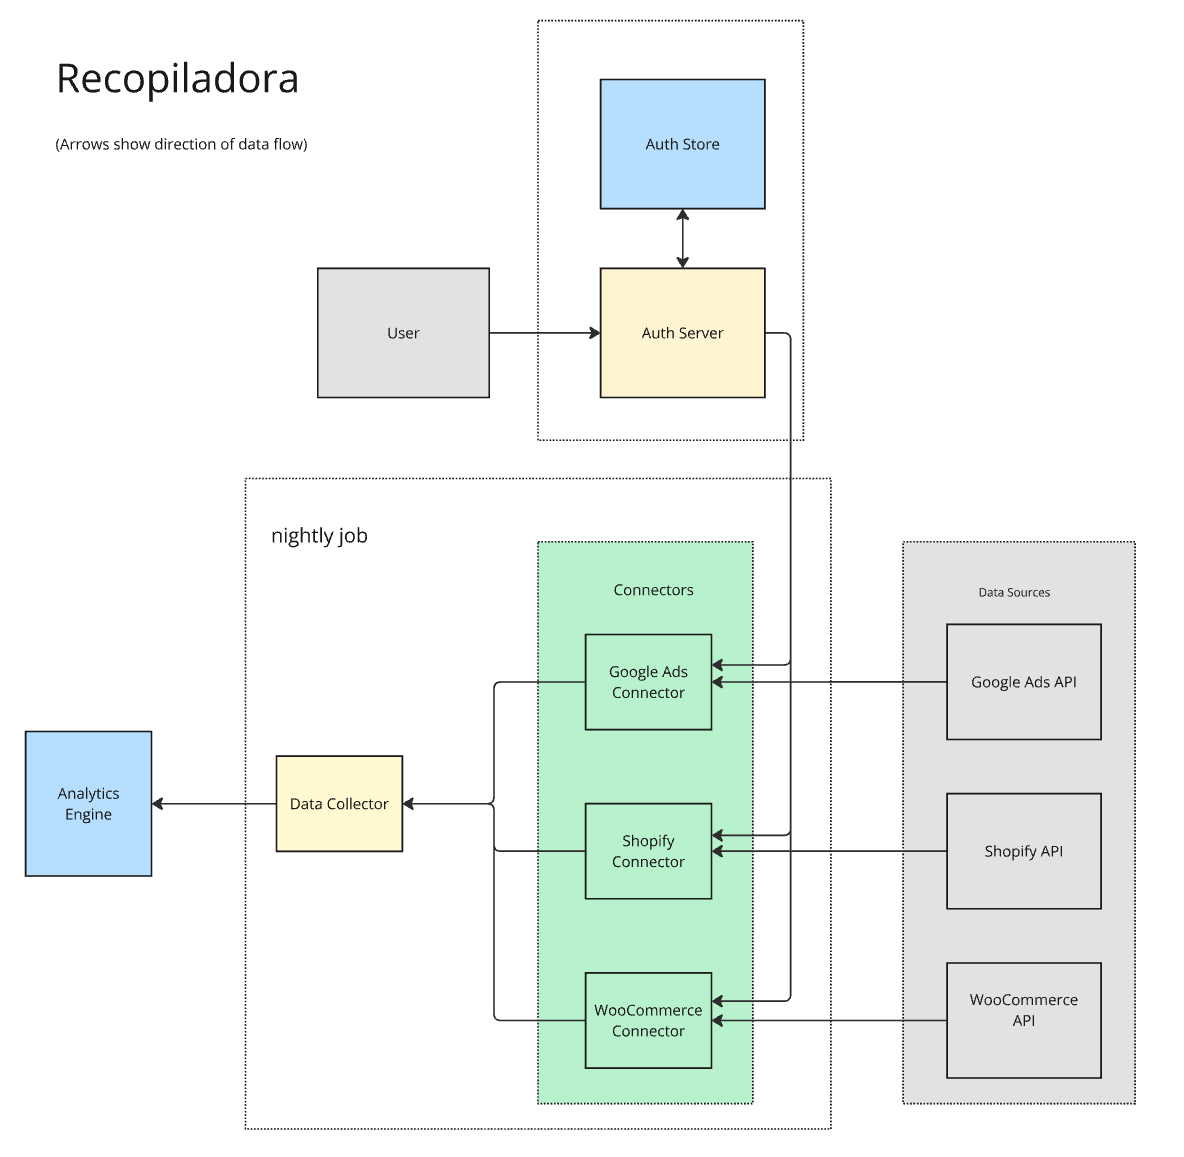 Recopiladora
(Arrows show direction of data flow)
Auth Store
User
Auth Server
nightly job
Connectors
Data Sources
Google Ads
Connector
Google Ads API
Analytics
Engine
Data Collector
Shopify
Connector
Shopify API
WooCommerce
Connector
WooCommerce
API